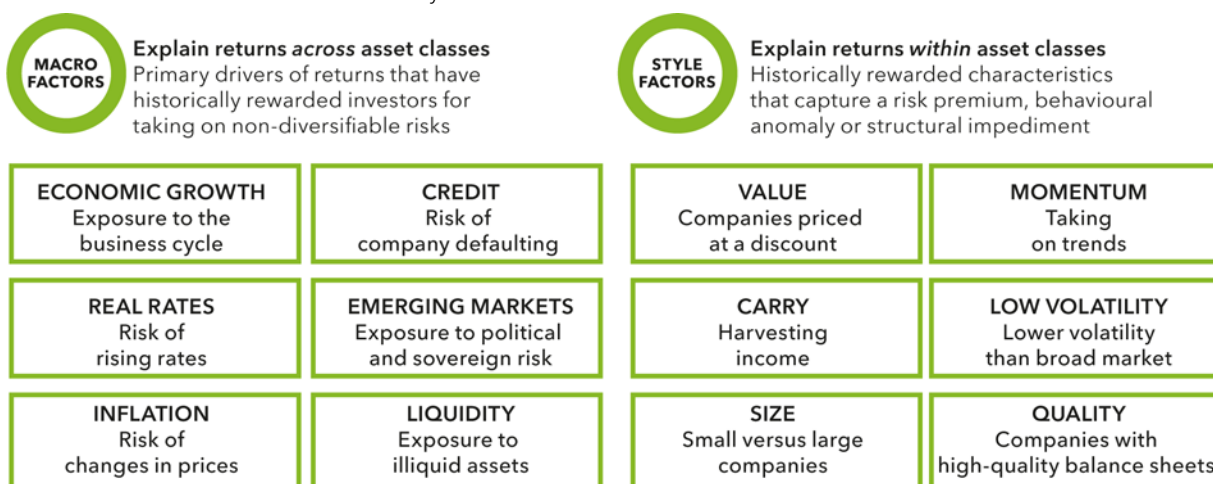 MACRO
FACTORS
Explain returns across asset classes
Primary drivers of returns that have
historically rewarded investors for
taking on non-diversifiable risks
STYLE
FACTORS
Explain returns within asset classes
Historically rewarded characteristics
that capture a risk premium, behavioural
anomaly or structural impediment
ECONOMIC GROWTH
Exposure to the
business cycle
CREDIT
Risk of
company defaulting
VALUE
Companies priced
at a discount
MOMENTUM
Taking
on trends
REAL RATES
Risk of
rising rates
EMERGING MARKETS
Exposure to political
and sovereign risk
CARRY
Harvesting
income
LOW VOLATILITY
Lower volatility
than broad market
INFLATION
Risk of
changes in prices
LIQUIDITY
Exposure to
illiquid assets
SIZE
Small versus large
companies
QUALITY
Companies with
high-quality balance sheets